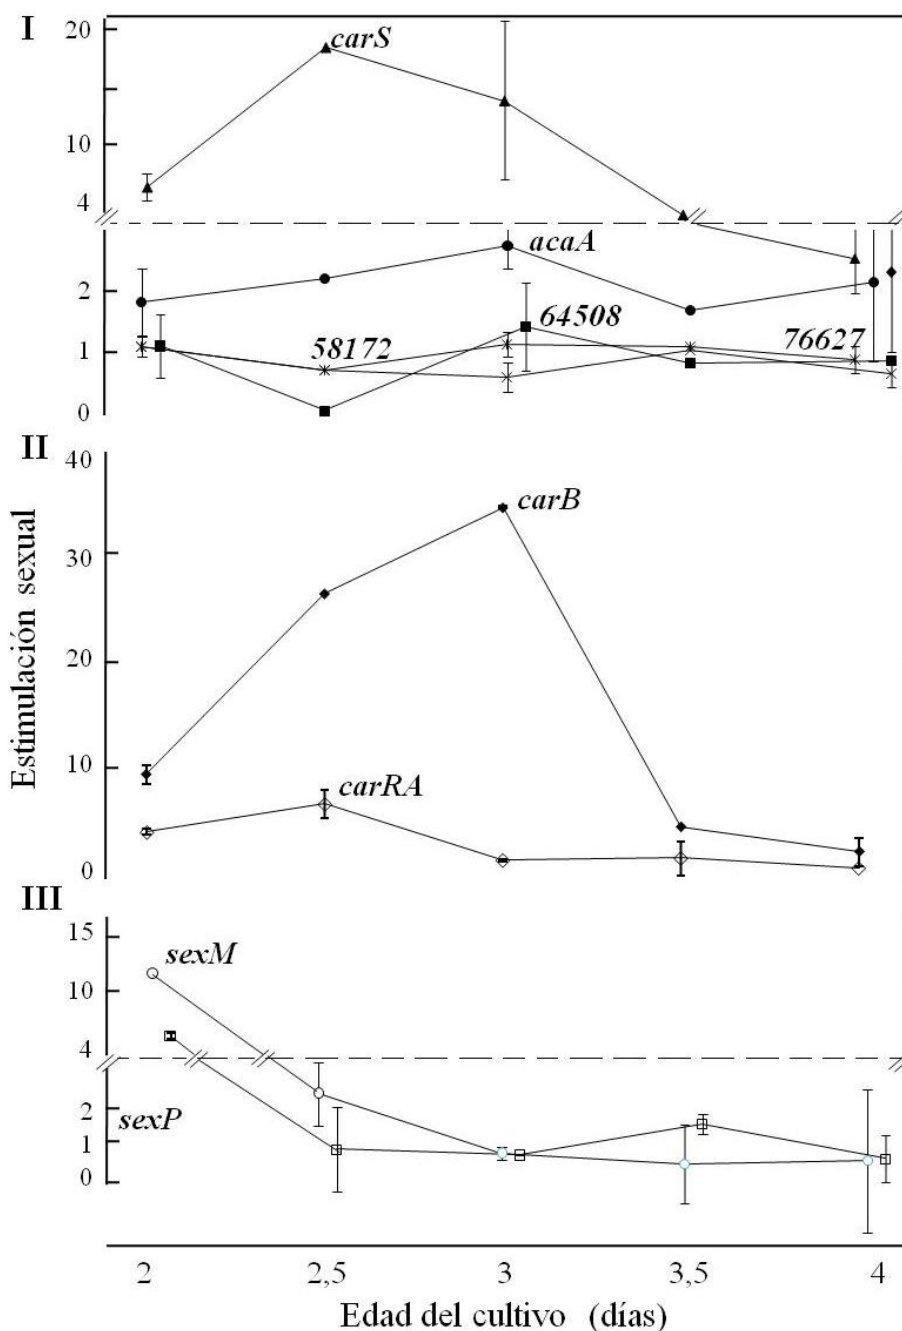 I
20
carS
10
4
acaA
2
64508
58172
76627
1
0
II
40
carB
30
20
10
carRA
0
Estimulación sexual
III
15
sexM
10
4
sexP
2
1
0
2 2,5 3 3,5 4
Edad del cultivo (días)